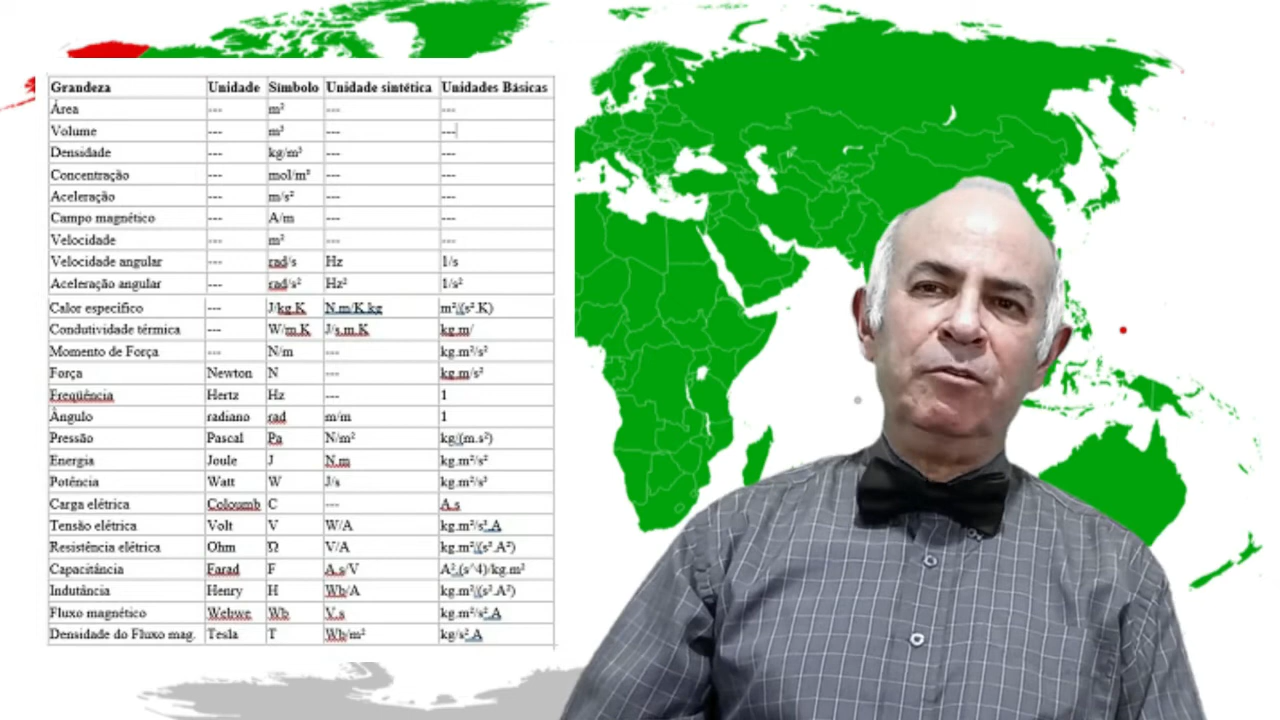 Grandeza Unidade Símbolo Unidade sintética Unidades Básicas
Área --- m² --- ---
Volume --- m³ --- ---
Densidade --- kg/m³ --- ---
Concentração --- mol/m³ --- ---
Aceleração --- m/s² --- ---
Campo magnético --- A/m --- ---
Velocidade --- m² --- ---
Velocidade angular --- rad/s Hz 1/s
Aceleração angular --- rad/s² Hz² 1/s²
Calor específico --- J/kg.K N.m/K.kg m²/(s².K)
Condutividade térmica --- W/m.K J/s.m.K kg.m/
Momento de Força --- N/m --- kg.m²/s²
Força Newton N --- kg.m/s²
Freqüência Hertz Hz --- 1
Ângulo radiano rad m/m 1
Pressão Pascal Pa N/m² kg/(m.s²)
Energia Joule J N.m kg.m²/s²
Potência Watt W J/s kg.m²/s³
Carga elétrica Coloumb C --- A.s
Tensão elétrica Volt V W/A kg.m²/s³.A
Resistência elétrica Ohm Ω V/A kg.m²/(s³.A²)
Capacitância Farad F A.s/V A².(s^4)/kg.m²
Indutância Henry H Wb/A kg.m²/(s².A²)
Fluxo magnético Webwe Wb V.s kg.m²/s².A
Densidade do Fluxo mag. Tesla T Wb/m² kg/s².A